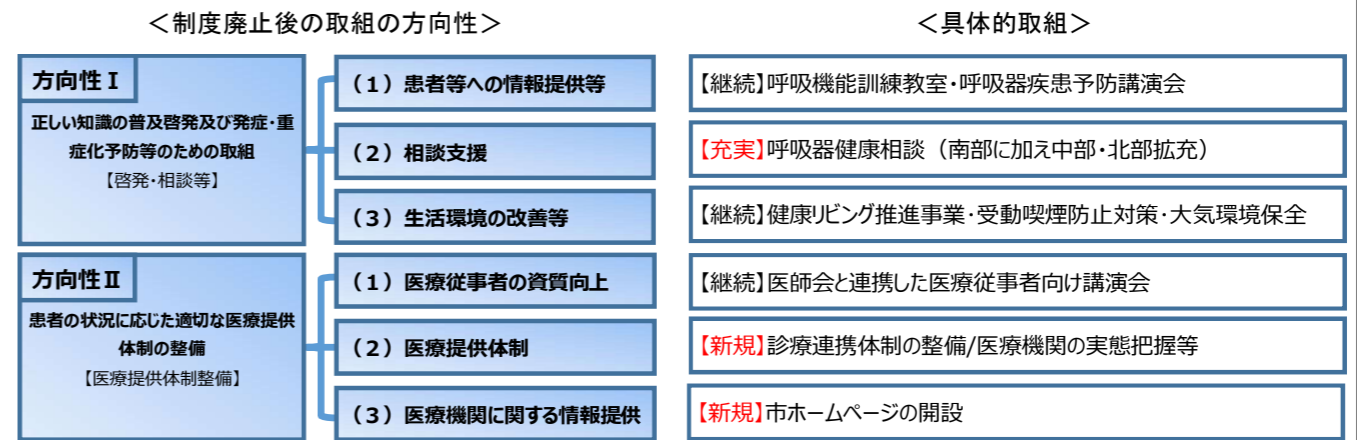 ＜制度廃止後の取組の方向性＞
＜具体的取組＞
方向性Ⅰ
正しい知識の普及啓発及び発症・重
症化予防等のための取組
【啓発・相談等】
（１）患者等への情報提供等
【継続】呼吸機能訓練教室・呼吸器疾患予防講演会
（２）相談支援
【充実】呼吸器健康相談（南部に加え中部・北部拡充）
（３）生活環境の改善等
【継続】健康リビング推進事業・受動喫煙防止対策・大気環境保全
方向性Ⅱ
患者の状況に応じた適切な医療提供
体制の整備
【医療提供体制整備】
（１）医療従事者の資質向上
【継続】医師会と連携した医療従事者向け講演会
（２）医療提供体制
【新規】診療連携体制の整備/医療機関の実態把握等
（３）医療機関に関する情報提供
【新規】市ホームページの開設